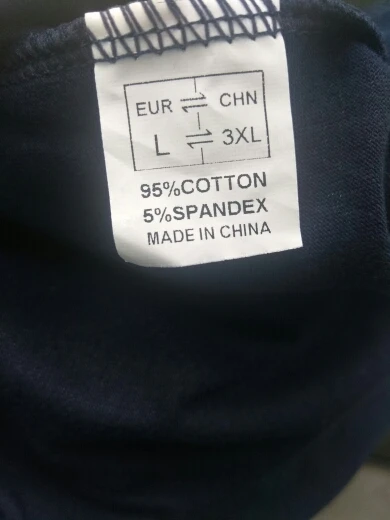 EUR ⇌ CHN
L ⇌ 3XL
95%COTTON
5%SPANDEX
MADE IN CHINA